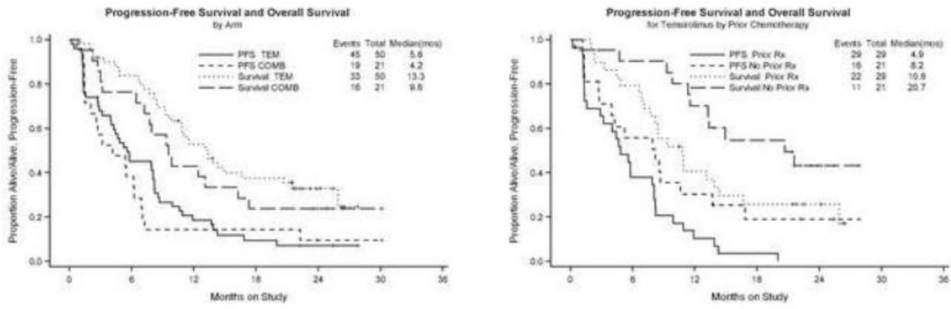 Progression-Free Survival and Overall Survival
by Arm
Events Total Median(mos)
PFS TEM 45 50 5.6
PFS COMB 19 21 4.2
Survival TEM 33 50 13.3
Survival COMB 16 21 9.6
Proportion Alive/Alive, Progression-Free
1.0
0.8
0.6
0.4
0.2
0.0
0 6 12 18 24 30 36
Months on Study
Progression-Free Survival and Overall Survival
for Temsirolimus by Prior Chemotherapy
Events Total Median(mos)
PFS Prior Rx 29 29 4.9
PFS No Prior Rx 16 21 8.2
Survival Prior Rx 22 29 10.8
Survival No Prior Rx 11 21 20.7
Proportion Alive/Alive, Progression-Free
1.0
0.8
0.6
0.4
0.2
0.0
0 6 12 18 24 30 36
Months on Study